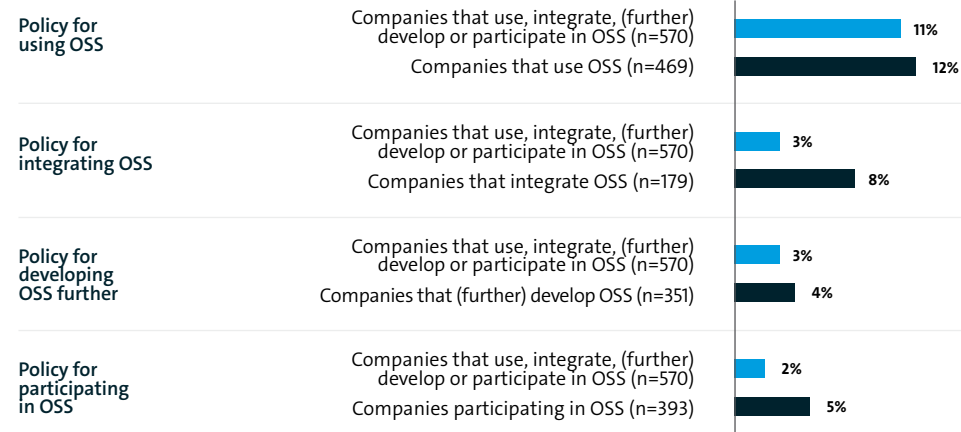 Policy for
using OSS
Companies that use, integrate, (further)
develop or participate in OSS (n=570)
11%
Companies that use OSS (n=469)
12%
Policy for
integrating OSS
Companies that use, integrate, (further)
develop or participate in OSS (n=570)
3%
Companies that integrate OSS (n=179)
8%
Policy for
developing
OSS further
Companies that use, integrate, (further)
develop or participate in OSS (n=570)
3%
Companies that (further) develop OSS (n=351)
4%
Policy for
participating
in OSS
Companies that use, integrate, (further)
develop or participate in OSS (n=570)
2%
Companies participating in OSS (n=393)
5%